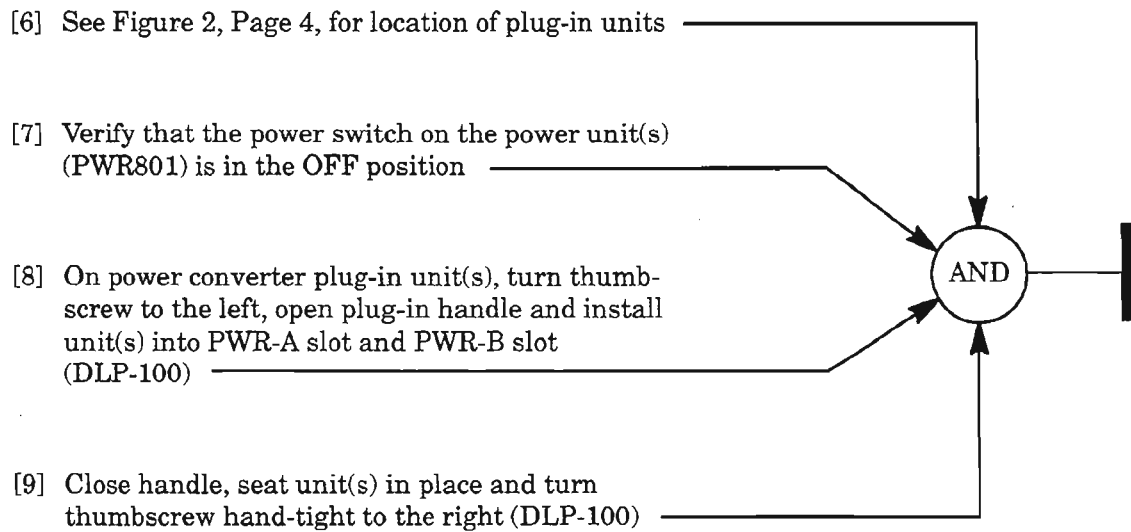 [6] See Figure 2, Page 4, for location of plug-in units
[7] Verify that the power switch on the power unit(s)
(PWR801) is in the OFF position
[8] On power converter plug-in unit(s), turn thumb-
screw to the left, open plug-in handle and install
unit(s) into PWR-A slot and PWR-B slot
(DLP-100)
[9] Close handle, seat unit(s) in place and turn
thumbscrew hand-tight to the right (DLP-100)
AND